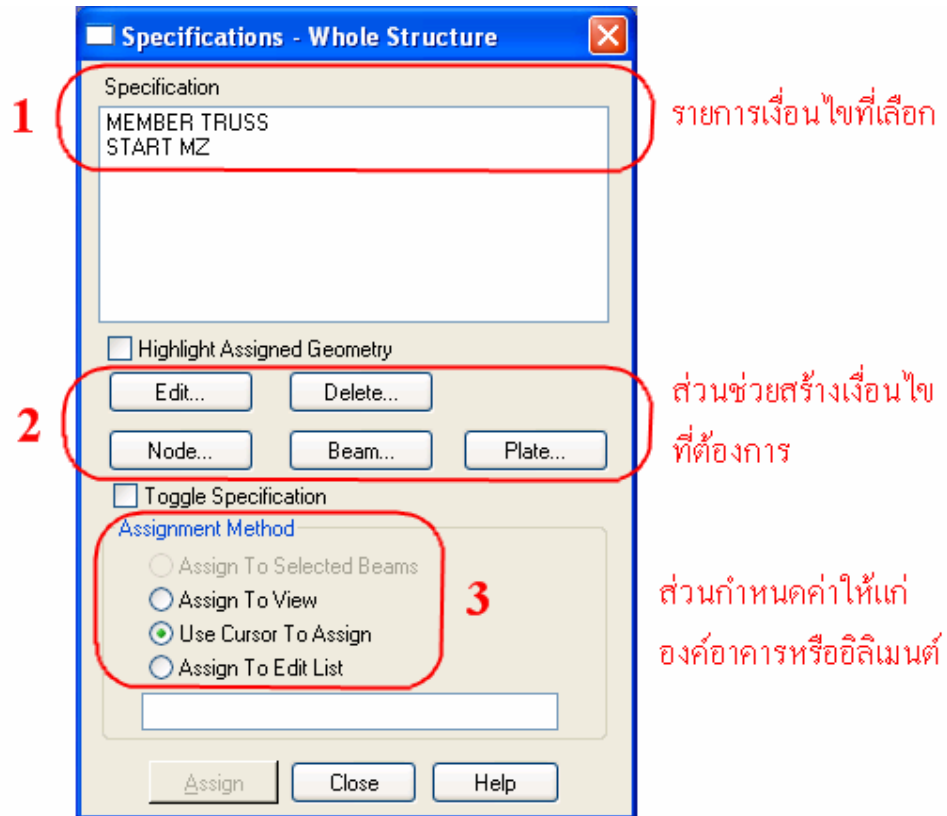 Specifications - Whole Structure
Specification
1
MEMBER TRUSS
START MZ
รายการเงื่อนไขที่เลือก
Highlight Assigned Geometry
2
Edit...
Delete...
Node...
Beam...
Plate...
ส่วนช่วยสร้างเงื่อนไข
ที่ต้องการ
Toggle Specification
Assignment Method
Assign To Selected Beams
Assign To View
Use Cursor To Assign
Assign To Edit List
3
ส่วนกำหนดค่าให้แก่
องค์อาคารหรืออิลิเมนต์
Assign
Close
Help